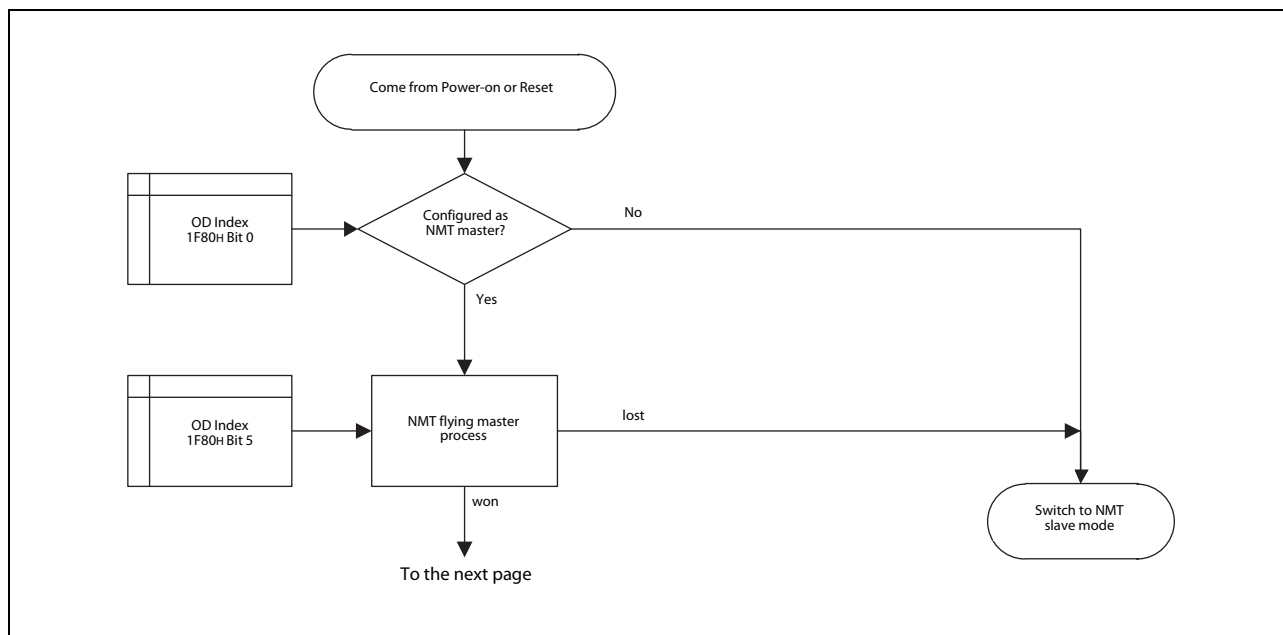 Come from Power-on or Reset
OD Index
1F80H Bit 0
Configured as
NMT master?
No
Yes
OD Index
1F80H Bit 5
NMT flying master
process
lost
won
Switch to NMT
slave mode
To the next page